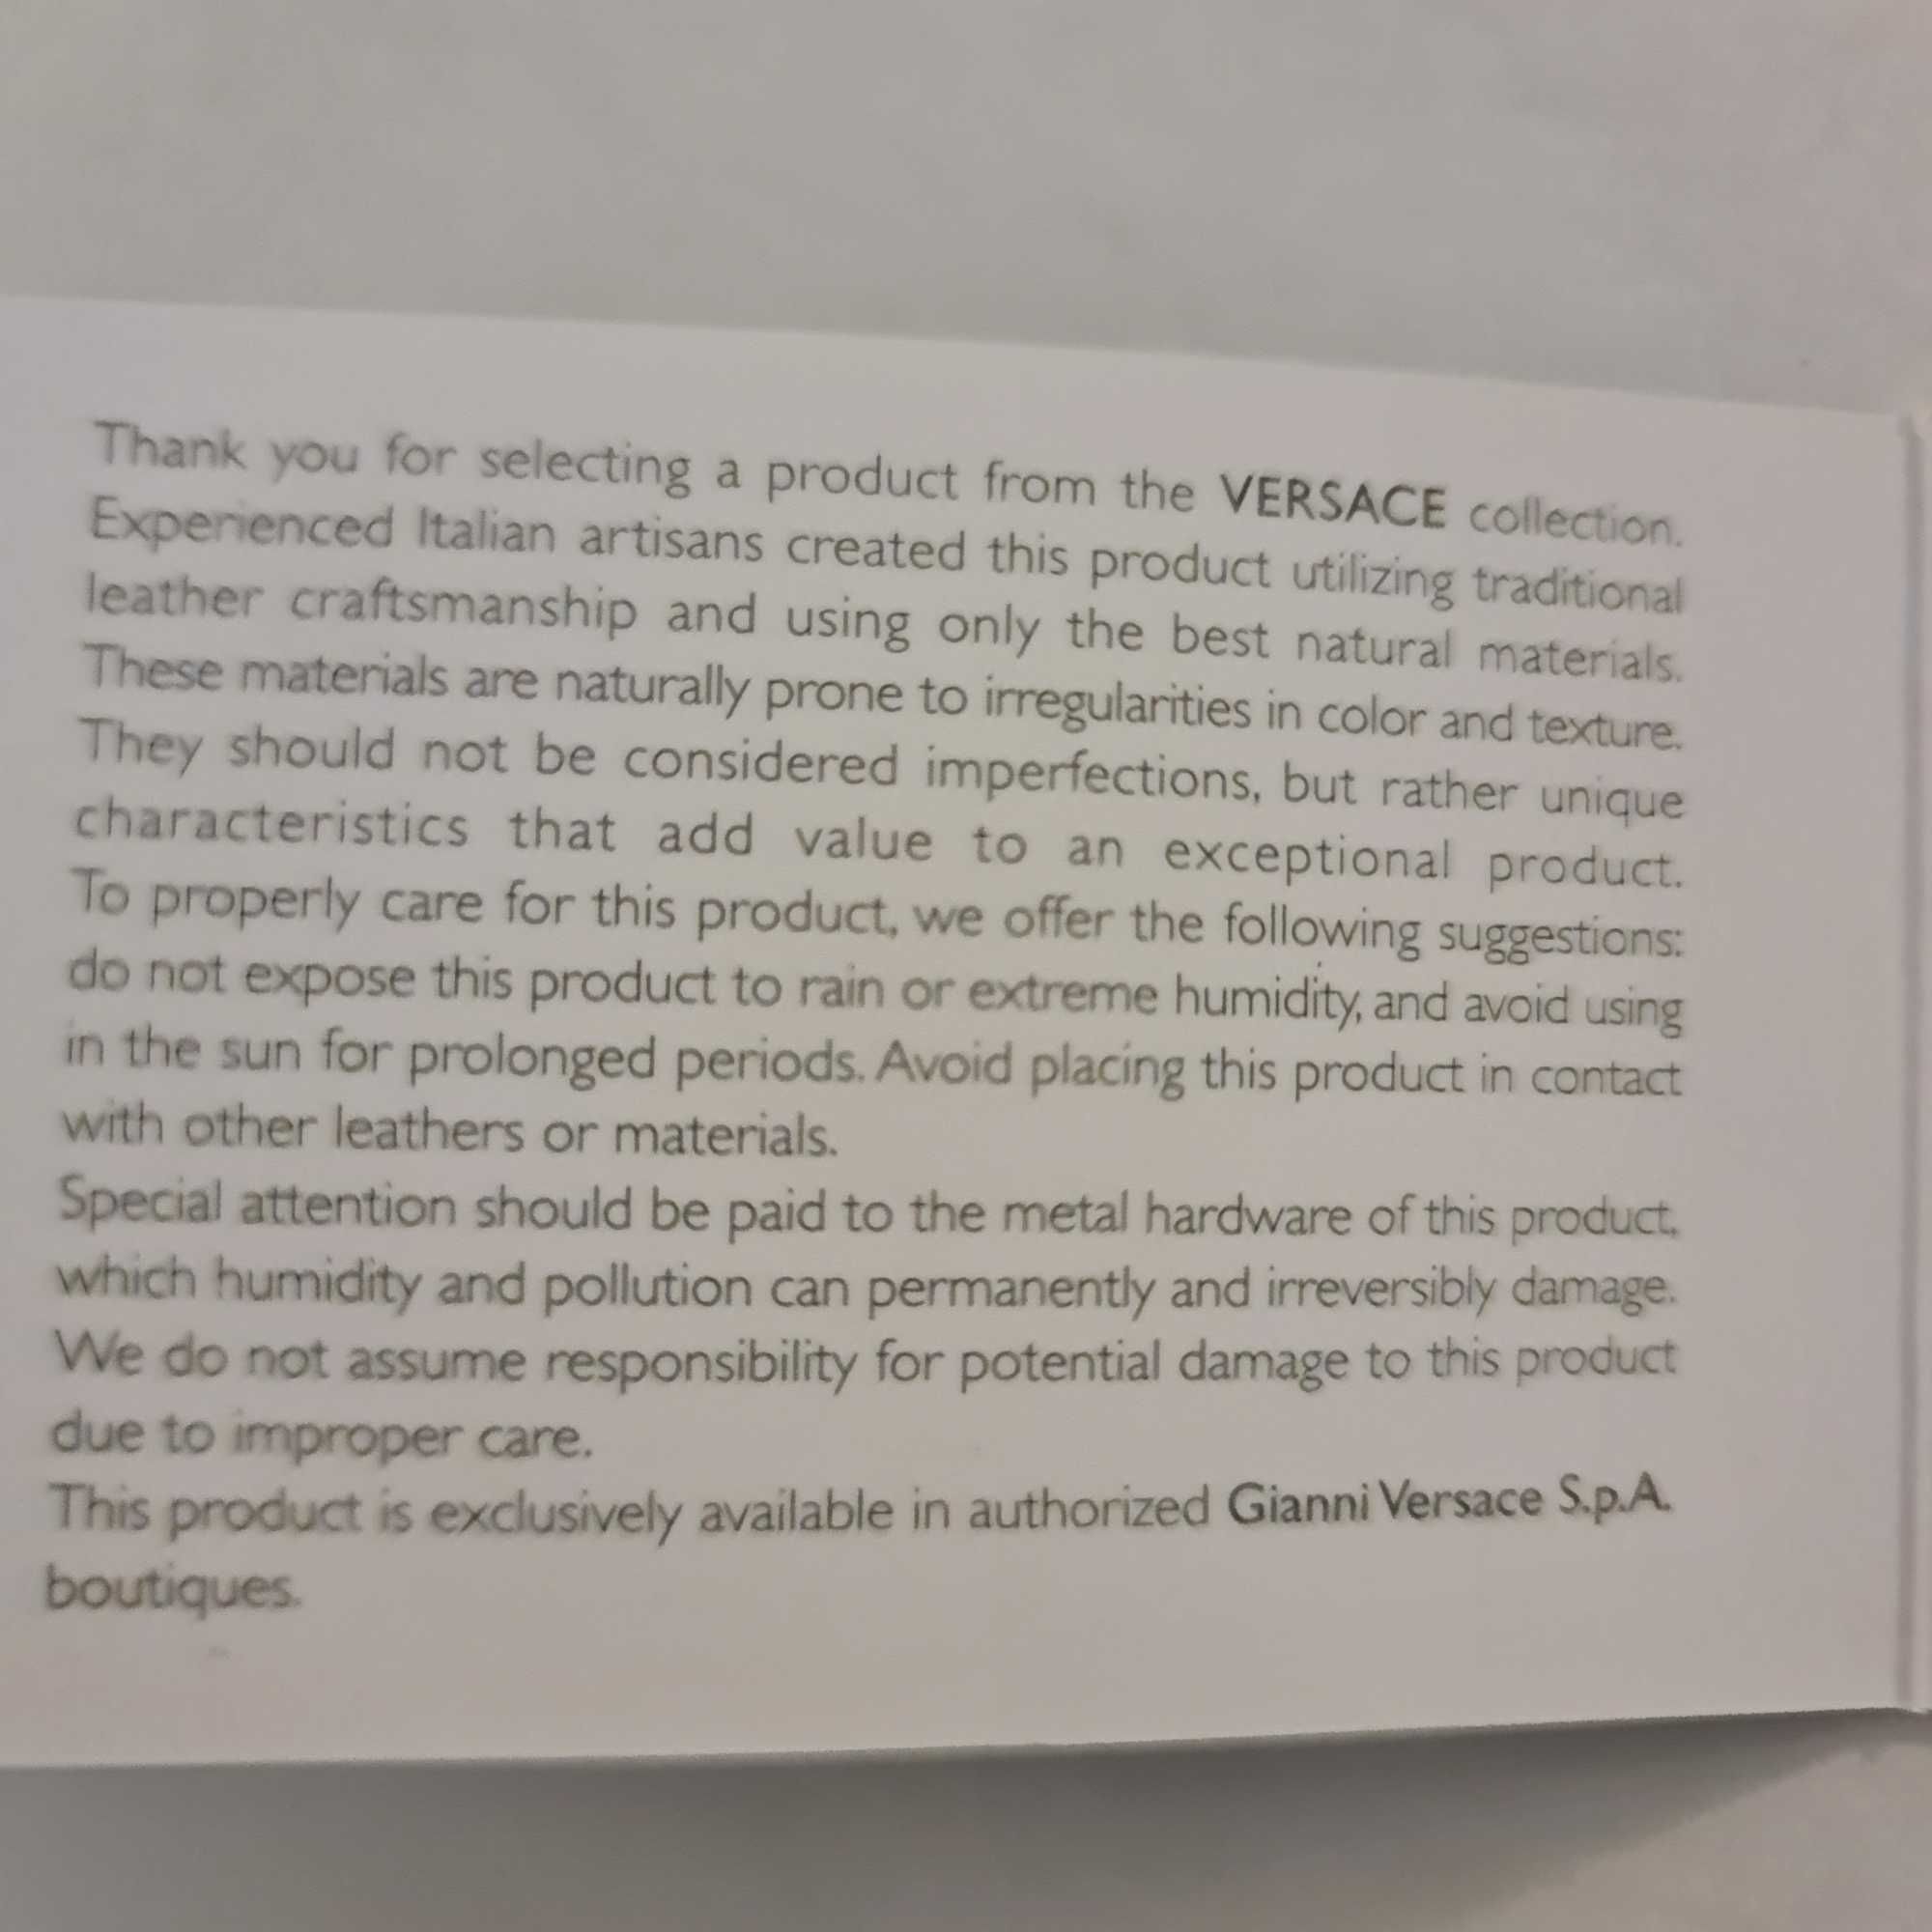 Thank you for selecting a product from the VERSACE collection.
Experienced Italian artisans created this product utilizing traditional
leather craftsmanship and using only the best natural materials.
These materials are naturally prone to irregularities in color and texture.
They should not be considered imperfections, but rather unique
characteristics that add value to an exceptional product.
To properly care for this product, we offer the following suggestions:
do not expose this product to rain or extreme humidity, and avoid using
in the sun for prolonged periods. Avoid placing this product in contact
with other leathers or materials.
Special attention should be paid to the metal hardware of this product,
which humidity and pollution can permanently and irreversibly damage.
We do not assume responsibility for potential damage to this product
due to improper care.
This product is exclusively available in authorized Gianni Versace S.p.A.
boutiques.